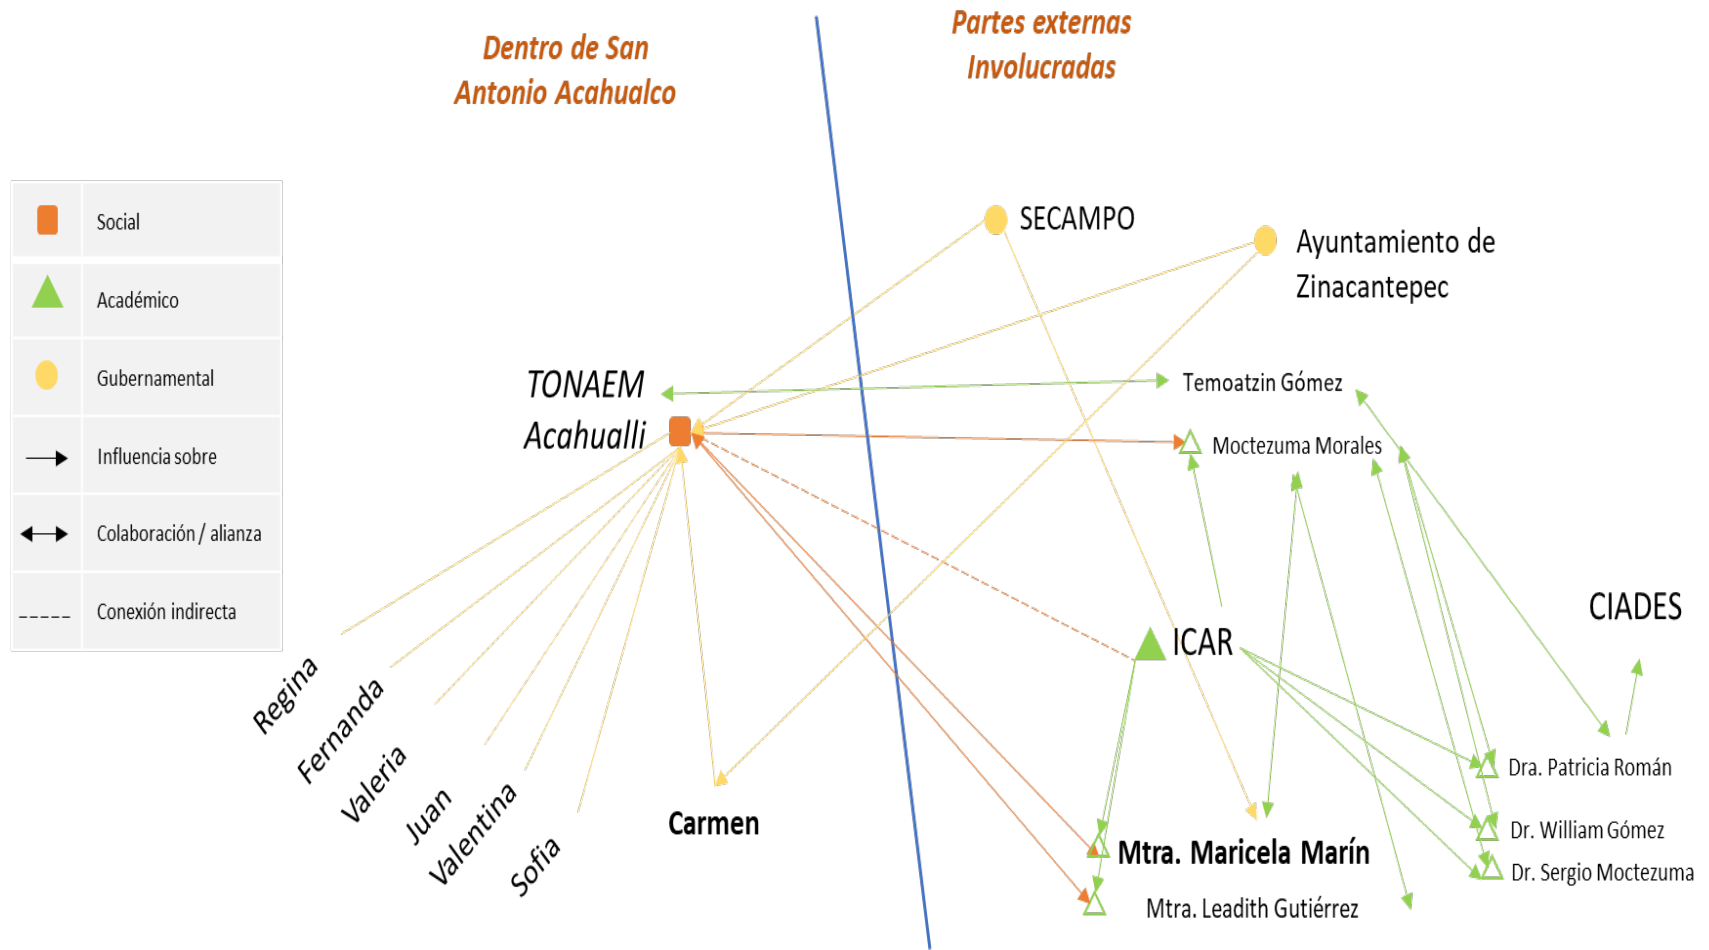 Dentro de San
Antonio Acahualco
Partes externas
Involucradas
Social
Académico
Gubernamental
Influencia sobre
Colaboración / alianza
Conexión indirecta
SECAMPO
Ayuntamiento de
Zinacantepec
TONAEM
Acahualli
Temoatzin Gómez
Moctezuma Morales
ICAR
CIADES
Regina
Fernanda
Valeria
Juan
Valentina
Sofia
Carmen
Mtra. Maricela Marín
Mtra. Leadith Gutiérrez
Dra. Patricia Román
Dr. William Gómez
Dr. Sergio Moctezuma